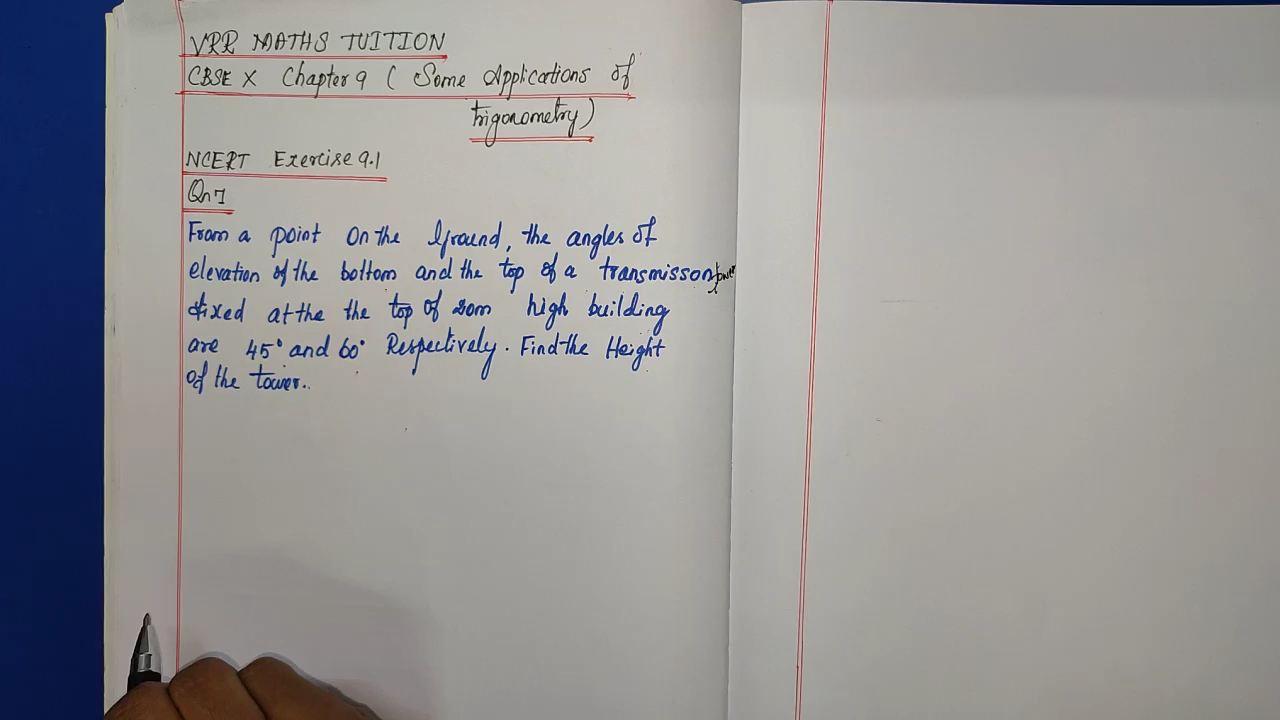 VRR MATHS TUITION
CBSE X Chapter 9 ( Some Applications of
trigonometry)
NCERT Exercise 9.1
Qn 7
From a point on the Ground, the angles of
elevation of the bottom and the top of a transmisson tower
fixed at the the top of 20m high building
are 45° and 60° Respectively. Find the Height
of the tower..